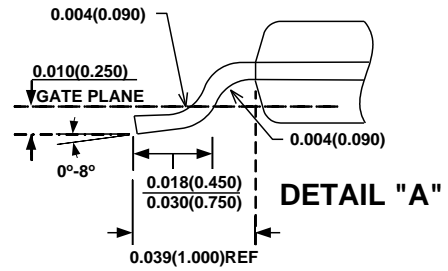 0.004(0.090)
0.010(0.250)
GATE PLANE
0.004(0.090)
0º-8º
0.018(0.450)
0.030(0.750)
DETAIL "A"
0.039(1.000)REF